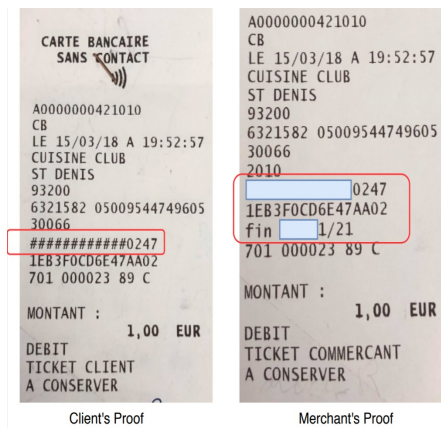 CARTE BANCAIRE
SANS CONTACT
A0000000421010
CB
LE 15/03/18 A 19:52:57
CUISINE CLUB
ST DENIS
93200
6321582 05009544749605
30066
############0247
1EB3F0CD6E47AA02
701 000023 89 C
MONTANT :
1,00 EUR
DEBIT
TICKET CLIENT
A CONSERVER
Client's Proof
A0000000421010
CB
LE 15/03/18 A 19:52:57
CUISINE CLUB
ST DENIS
93200
6321582 05009544749605
30066
2010
0247
1EB3F0CD6E47AA02
fin 1/21
701 000023 89 C
MONTANT :
1,00 EUR
DEBIT
TICKET COMMERCANT
A CONSERVER
Merchant's Proof